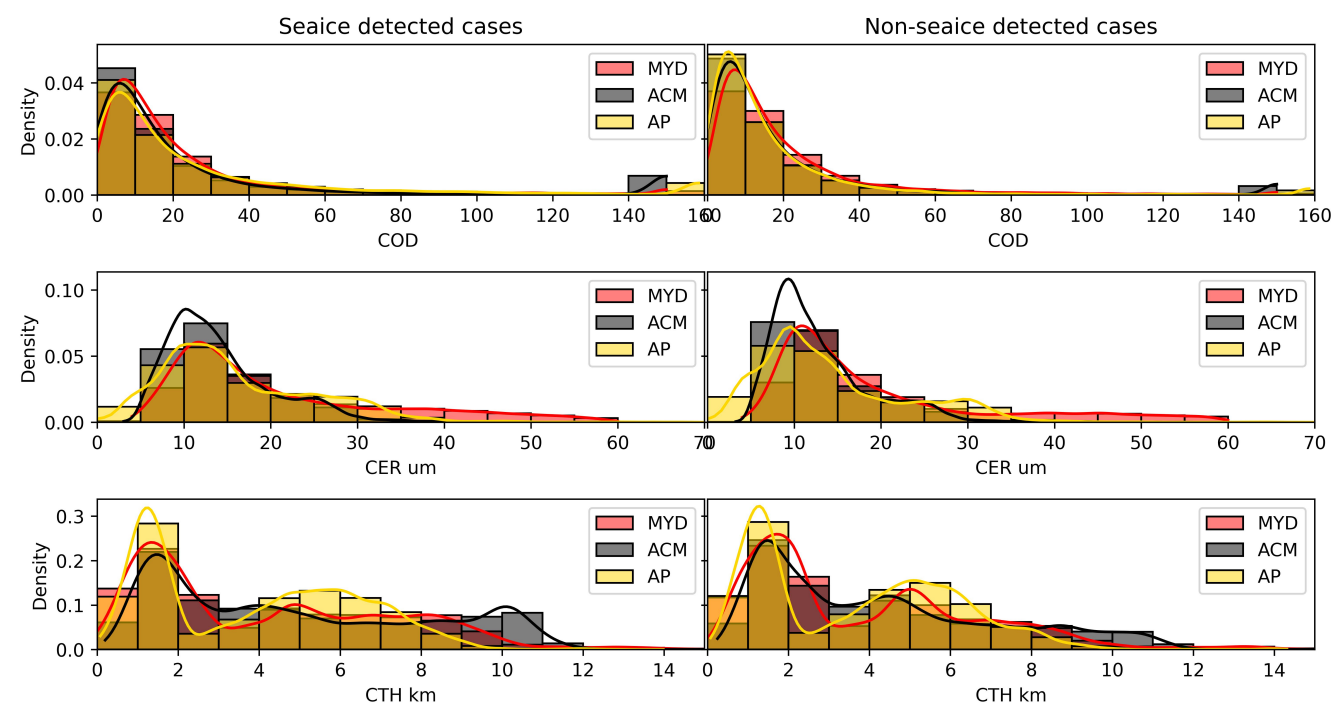 Seaice detected cases
Non-seaice detected cases
Density
0.04
0.02
0.00
MYD
ACM
AP
MYD
ACM
AP
0 20 40 60 80 100 120 140 160
0 20 40 60 80 100 120 140 160
COD
COD
Density
0.10
0.05
0.00
MYD
ACM
AP
MYD
ACM
AP
0 10 20 30 40 50 60 70
0 10 20 30 40 50 60 70
CER um
CER um
Density
0.3
0.2
0.1
0.0
MYD
ACM
AP
MYD
ACM
AP
0 2 4 6 8 10 12 14
0 2 4 6 8 10 12 14
CTH km
CTH km